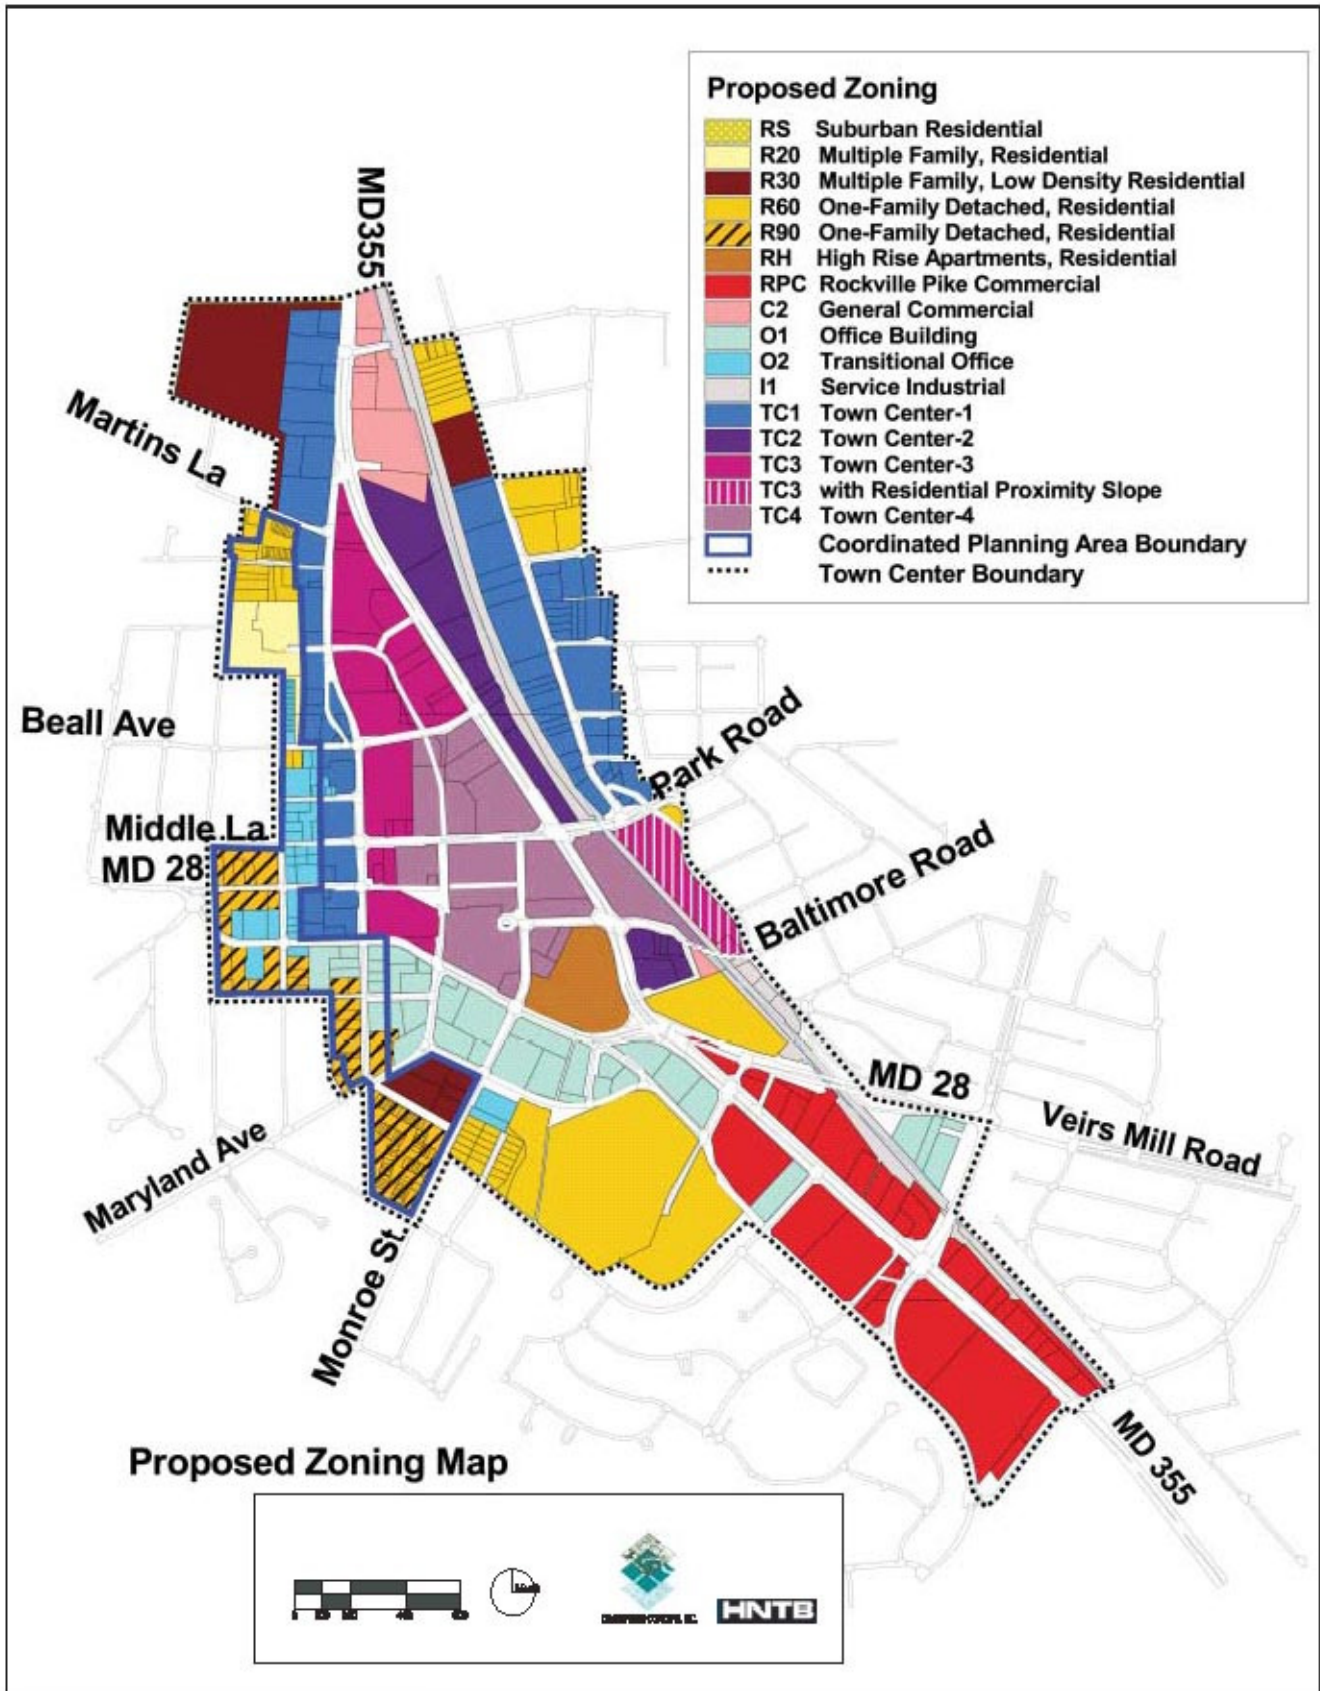 Proposed Zoning
RS Suburban Residential
R20 Multiple Family, Residential
R30 Multiple Family, Low Density Residential
R60 One-Family Detached, Residential
R90 One-Family Detached, Residential
RH High Rise Apartments, Residential
RPC Rockville Pike Commercial
C2 General Commercial
O1 Office Building
O2 Transitional Office
I1 Service Industrial
TC1 Town Center-1
TC2 Town Center-2
TC3 Town Center-3
TC3 with Residential Proximity Slope
TC4 Town Center-4
Coordinated Planning Area Boundary
Town Center Boundary
MD355
Martins La
Beall Ave
Park Road
Middle La
MD 28
Baltimore Road
MD 28
Veirs Mill Road
Maryland Ave
Monroe St.
MD 355
Proposed Zoning Map
HNTB